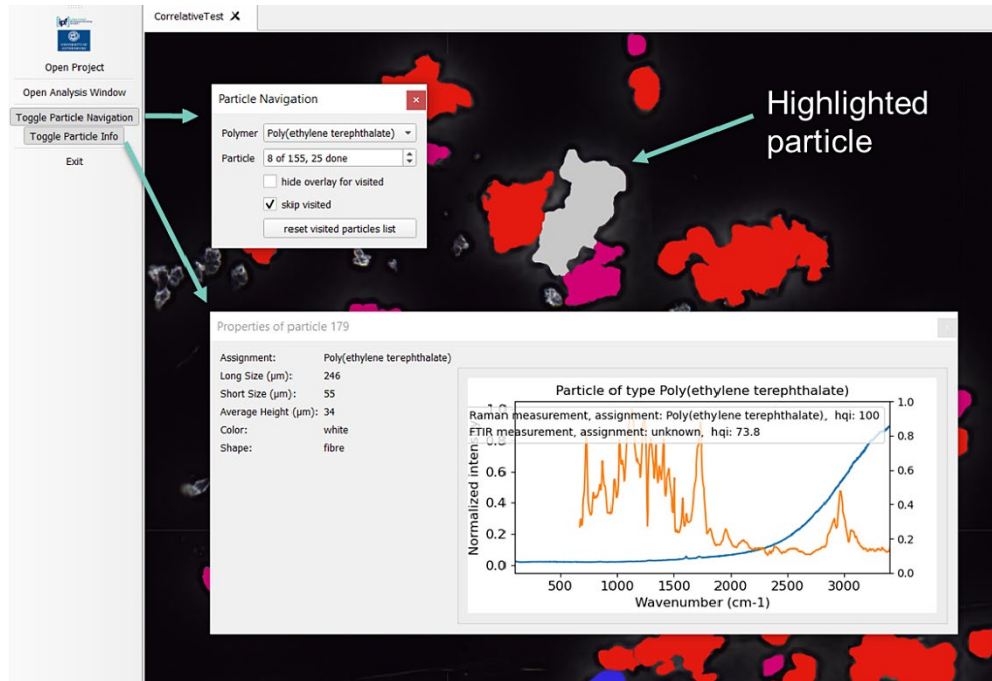 CorrelativeTest X
ipf
UNIVERSITY OF
GOTHENBURG
Open Project
Open Analysis Window
Toggle Particle Navigation
Toggle Particle Info
Exit
Particle Navigation
Polymer Poly(ethylene terephthalate)
Particle 8 of 155, 25 done
hide overlay for visited
skip visited
reset visited particles list
Highlighted
particle
Properties of particle 179
Assignment: Poly(ethylene terephthalate)
Long Size (µm): 246
Short Size (µm): 55
Average Height (µm): 34
Color: white
Shape: fibre
Particle of type Poly(ethylene terephthalate)
Raman measurement, assignment: Poly(ethylene terephthalate), hqi: 100
FTIR measurement, assignment: unknown, hqi: 73.8
Normalized intensity
1.0
0.8
0.6
0.4
0.2
0.0
1.0
0.8
0.6
0.4
0.2
0.0
500 1000 1500 2000 2500 3000
Wavenumber (cm-1)